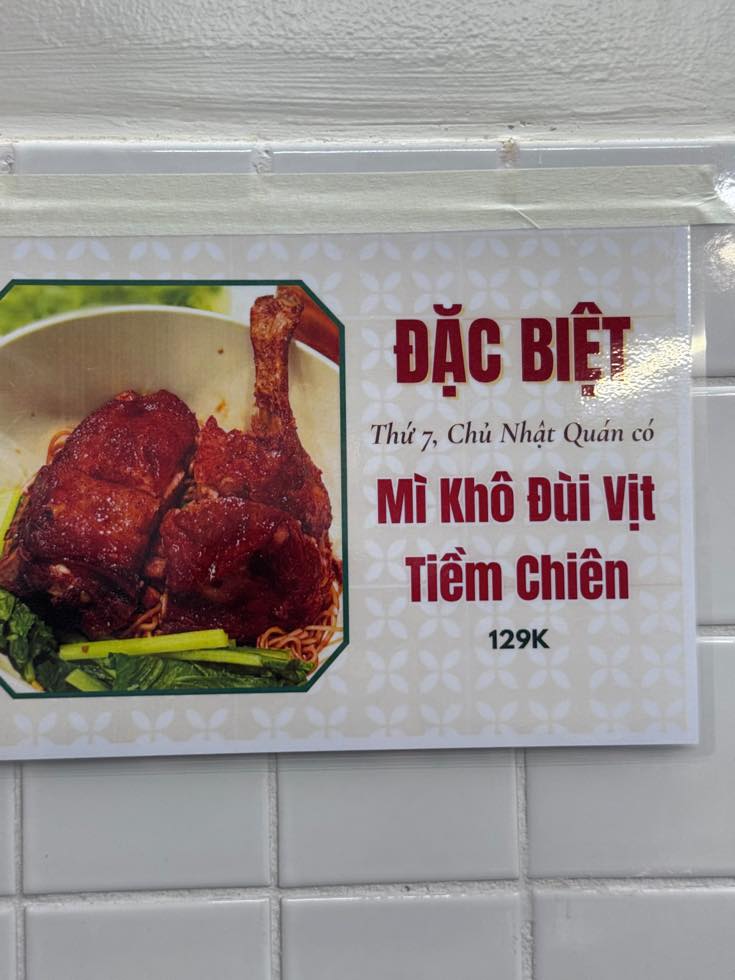 ĐẶC BIỆT
Thứ 7, Chủ Nhật Quán có
Mì Khô Đùi Vịt
Tiềm Chiên
129K